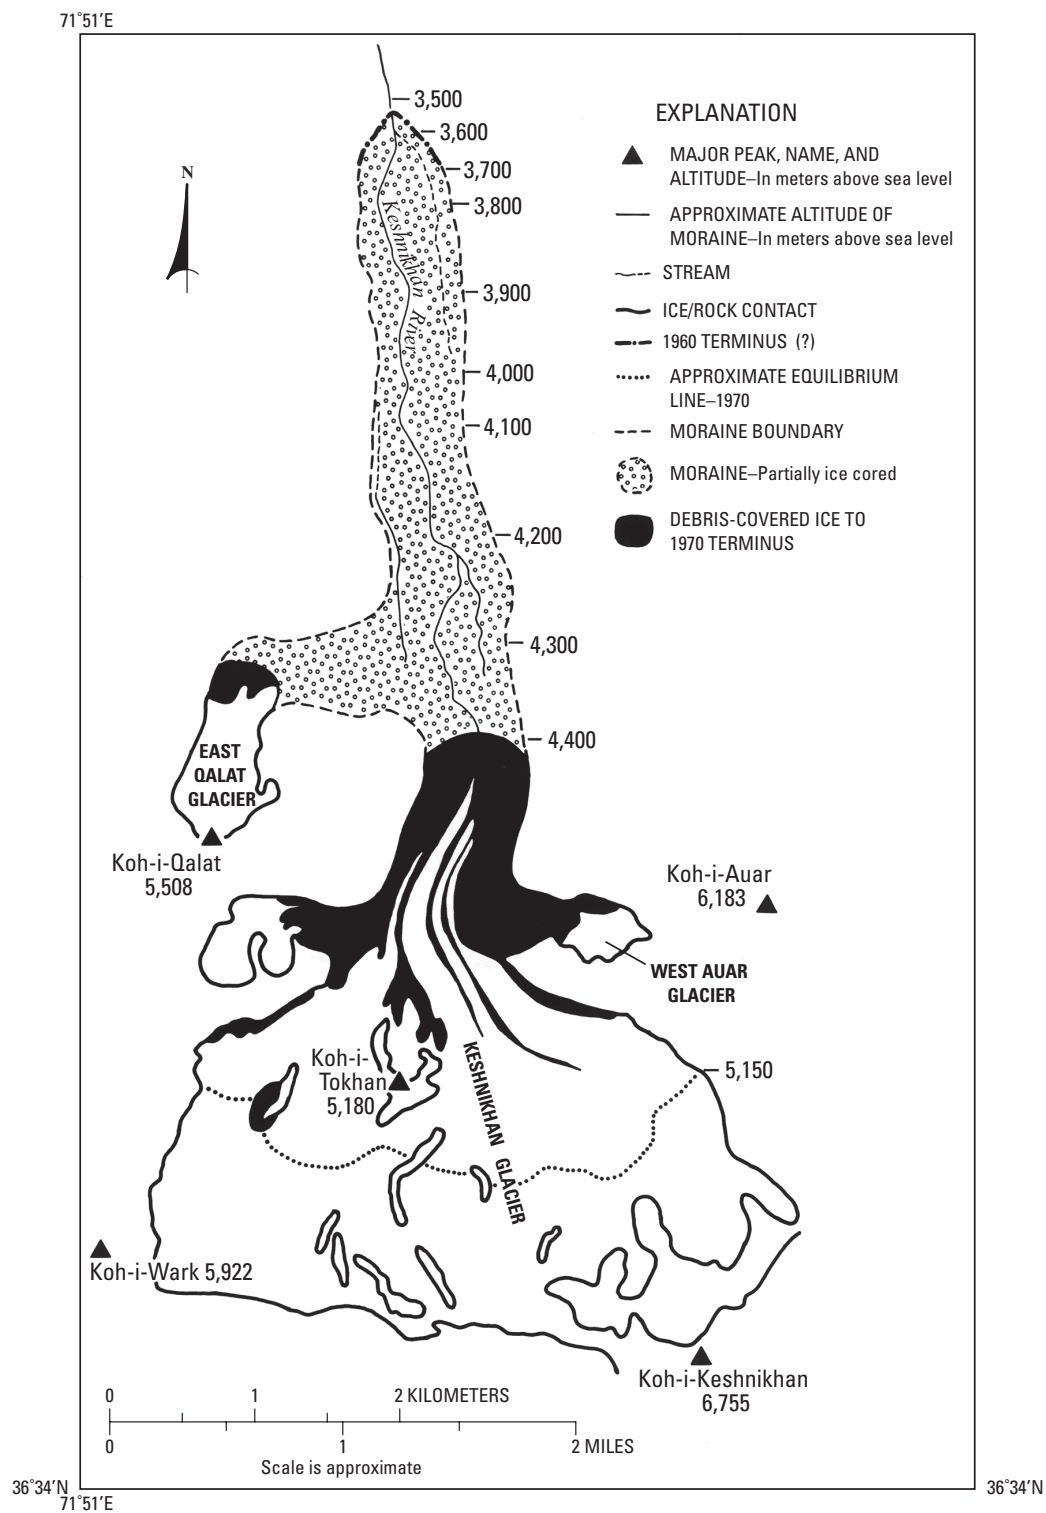 71°51'E
3,500
3,600
3,700
3,800
3,900
4,000
4,100
4,200
4,300
4,400
N
Keshnikhan River
EXPLANATION
MAJOR PEAK, NAME, AND
ALTITUDE–In meters above sea level
APPROXIMATE ALTITUDE OF
MORAINE–In meters above sea level
STREAM
ICE/ROCK CONTACT
1960 TERMINUS (?)
APPROXIMATE EQUILIBRIUM
LINE–1970
MORAINE BOUNDARY
MORAINE–Partially ice cored
DEBRIS-COVERED ICE TO
1970 TERMINUS
EAST
QALAT
GLACIER
Koh-i-Qalat
5,508
Koh-i-Auar
6,183
WEST AUAR
GLACIER
Koh-i-
Tokhan
5,180
KESHNIKHAN GLACIER
5,150
Koh-i-Wark 5,922
Koh-i-Keshnikhan
6,755
0 1 2 KILOMETERS
0 1 2 MILES
Scale is approximate
36°34'N
71°51'E
36°34'N